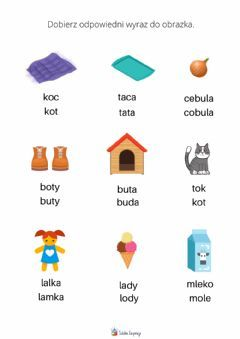 Dobierz odpowiedni wyraz do obrazka.
koc taca cebula
kot tata cobula
boty buta tok
buty buda kot
lalka lady mleko
lamka lody mole